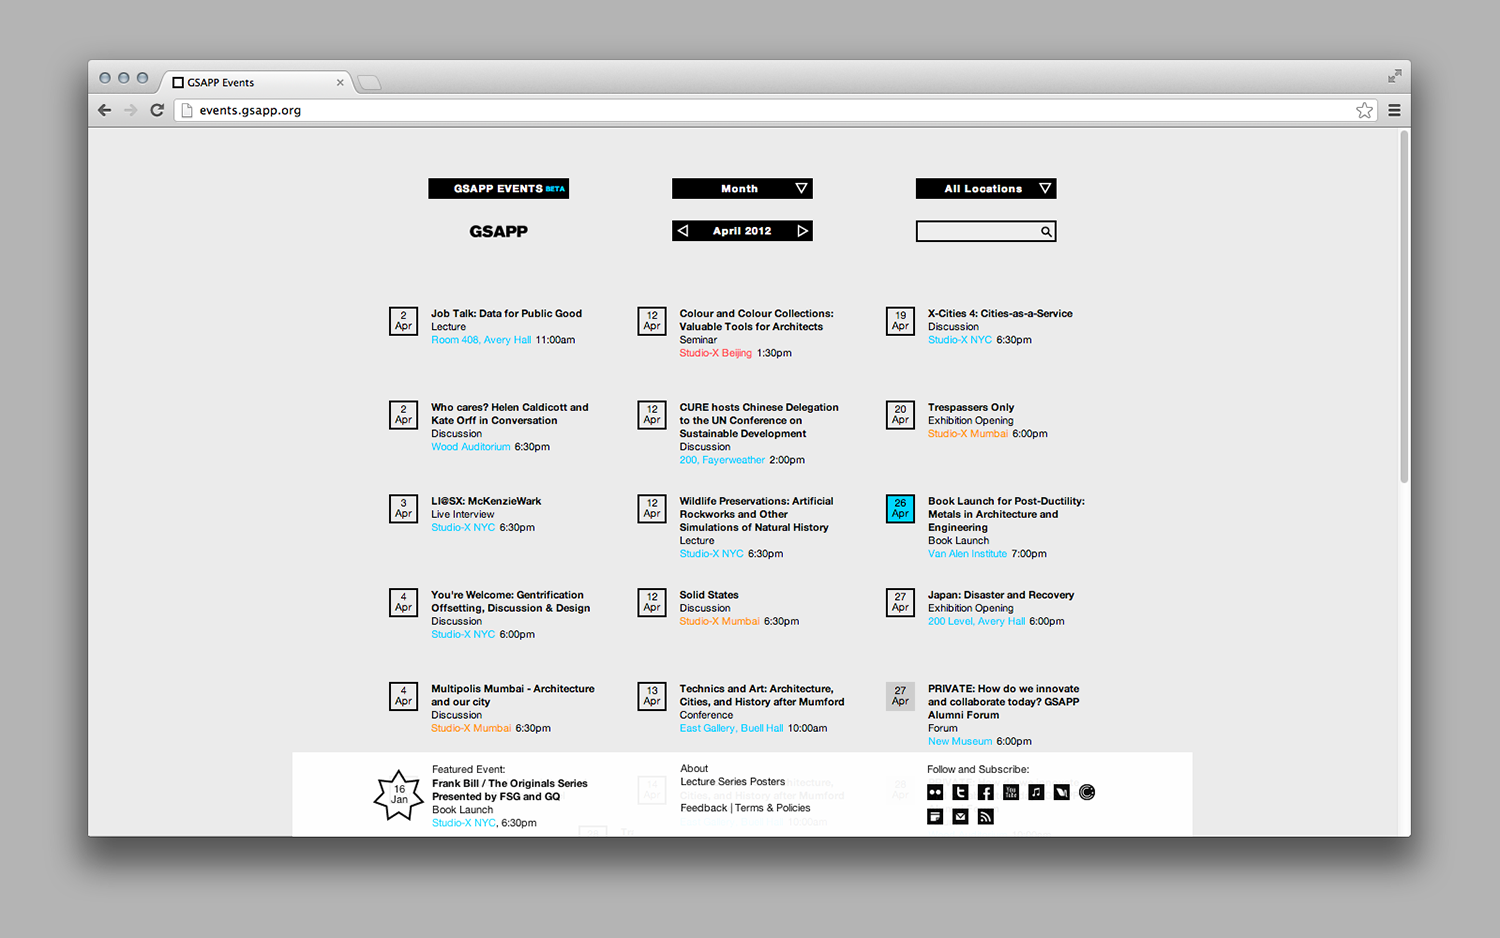 GSAPP Events
events.gsapp.org
GSAPP EVENTS BETA
Month
All Locations
GSAPP
April 2012
2
Apr
Job Talk: Data for Public Good
Lecture
Room 408, Avery Hall 11:00am
2
Apr
Who cares? Helen Caldicott and
Kate Orff in Conversation
Discussion
Wood Auditorium 6:30pm
3
Apr
LI@SX: McKenzieWark
Live Interview
Studio-X NYC 6:30pm
4
Apr
You're Welcome: Gentrification
Offsetting, Discussion & Design
Discussion
Studio-X NYC 6:00pm
4
Apr
Multipolis Mumbai - Architecture
and our city
Discussion
Studio-X Mumbai 6:30pm
12
Apr
Colour and Colour Collections:
Valuable Tools for Architects
Seminar
Studio-X Beijing 1:30pm
12
Apr
CURE hosts Chinese Delegation
to the UN Conference on
Sustainable Development
Discussion
200, Fayerweather 2:00pm
12
Apr
Wildlife Preservations: Artificial
Rockworks and Other
Simulations of Natural History
Lecture
Studio-X NYC 6:30pm
12
Apr
Solid States
Discussion
Studio-X Mumbai 6:30pm
13
Apr
Technics and Art: Architecture,
Cities, and History after Mumford
Conference
East Gallery, Buell Hall 10:00am
19
Apr
X-Cities 4: Cities-as-a-Service
Discussion
Studio-X NYC 6:30pm
20
Apr
Trespassers Only
Exhibition Opening
Studio-X Mumbai 6:00pm
26
Apr
Book Launch for Post-Ductility:
Metals in Architecture and
Engineering
Book Launch
Van Alen Institute 7:00pm
27
Apr
Japan: Disaster and Recovery
Exhibition Opening
200 Level, Avery Hall 6:00pm
27
Apr
PRIVATE: How do we innovate
and collaborate today? GSAPP
Alumni Forum
Forum
New Museum 6:00pm
16
Jan
Featured Event:
Frank Bill / The Originals Series
Presented by FSG and GQ
Book Launch
Studio-X NYC, 6:30pm
About
Lecture Series Posters
Feedback | Terms & Policies
Follow and Subscribe:
You
Tube